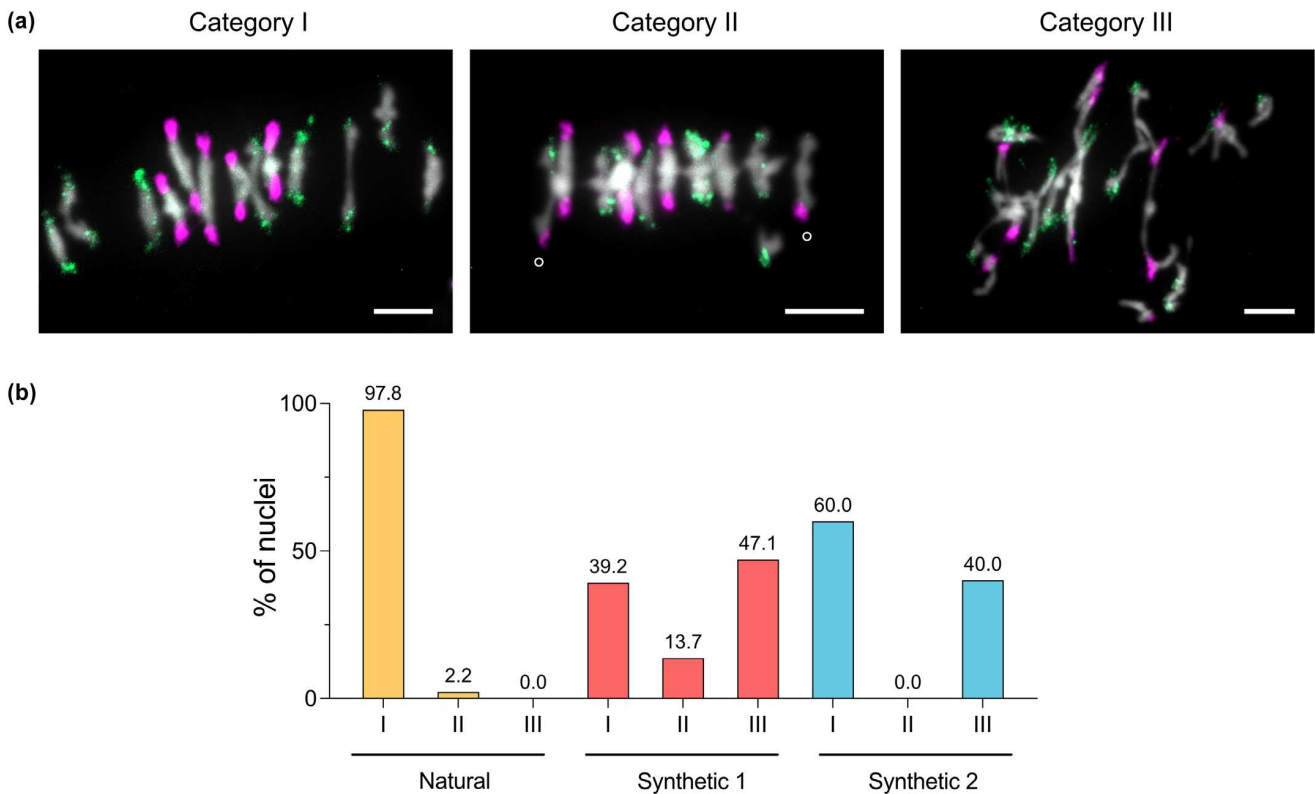 (a)
Category I
Category II
Category III
(b)
% of nuclei
100
50
0
97.8
2.2
0.0
39.2
13.7
47.1
60.0
0.0
40.0
I
II
III
I
II
III
I
II
III
Natural
Synthetic 1
Synthetic 2